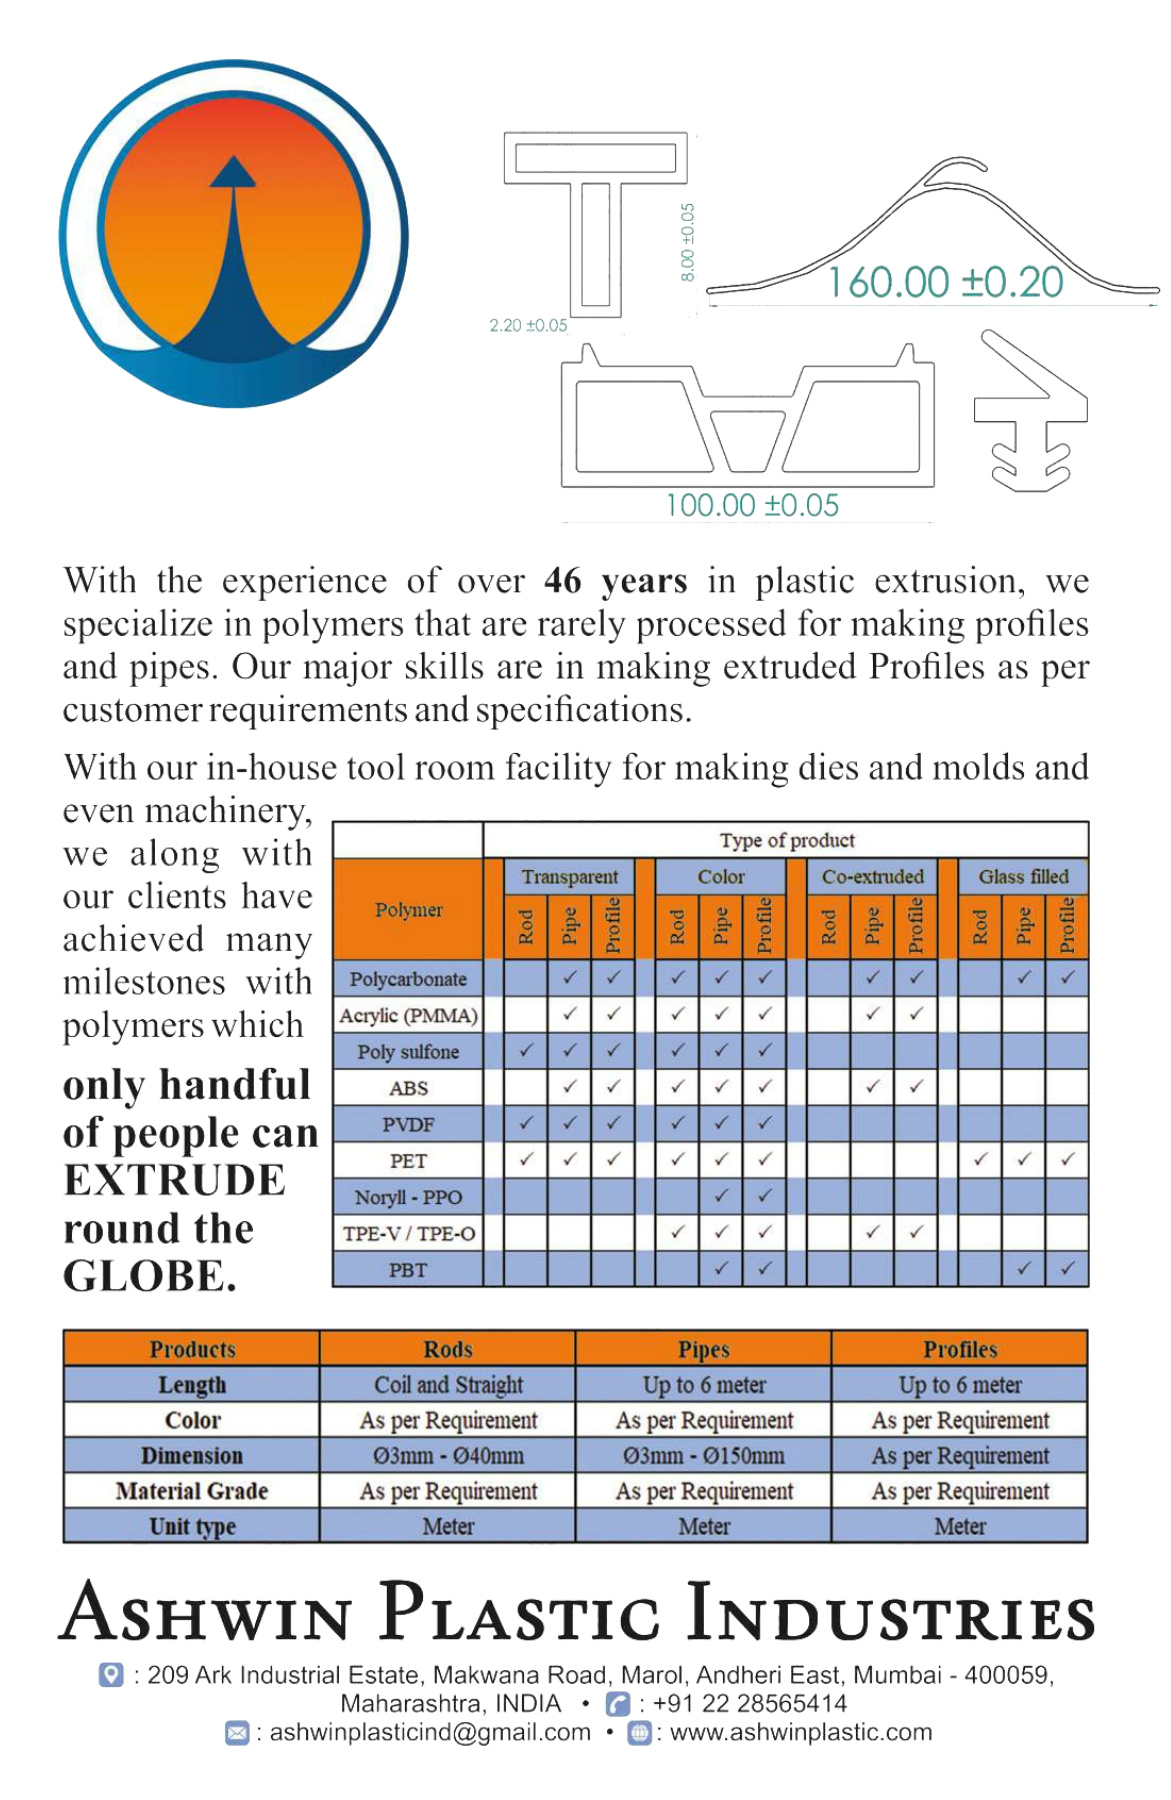 8.00 ±0.05
160.00 ±0.20
2.20 ±0.05
100.00 ±0.05
With the experience of over 46 years in plastic extrusion, we
specialize in polymers that are rarely processed for making profiles
and pipes. Our major skills are in making extruded Profiles as per
customer requirements and specifications.
With our in-house tool room facility for making dies and molds and
even machinery,
we along with
our clients have
achieved many
milestones with
polymers which
only handful
of people can
EXTRUDE
round the
GLOBE.
Type of product
Polymer Transparent Color Co-extruded Glass filled
Rod Pipe Profile Rod Pipe Profile Rod Pipe Profile Rod Pipe Profile
Polycarbonate ✓ ✓ ✓ ✓ ✓ ✓ ✓ ✓ ✓
Acrylic (PMMA) ✓ ✓ ✓ ✓ ✓ ✓ ✓
Poly sulfone ✓ ✓ ✓ ✓ ✓ ✓
ABS ✓ ✓ ✓ ✓ ✓ ✓ ✓
PVDF ✓ ✓ ✓ ✓ ✓ ✓
PET ✓ ✓ ✓ ✓ ✓ ✓ ✓ ✓ ✓
Noryll - PPO ✓ ✓
TPE-V / TPE-O ✓ ✓ ✓ ✓ ✓
PBT ✓ ✓ ✓ ✓
Products Rods Pipes Profiles
Length Coil and Straight Up to 6 meter Up to 6 meter
Color As per Requirement As per Requirement As per Requirement
Dimension Ø3mm - Ø40mm Ø3mm - Ø150mm As per Requirement
Material Grade As per Requirement As per Requirement As per Requirement
Unit type Meter Meter Meter
ASHWIN PLASTIC INDUSTRIES
: 209 Ark Industrial Estate, Makwana Road, Marol, Andheri East, Mumbai - 400059,
Maharashtra, INDIA • : +91 22 28565414
: ashwinplasticind@gmail.com • : www.ashwinplastic.com